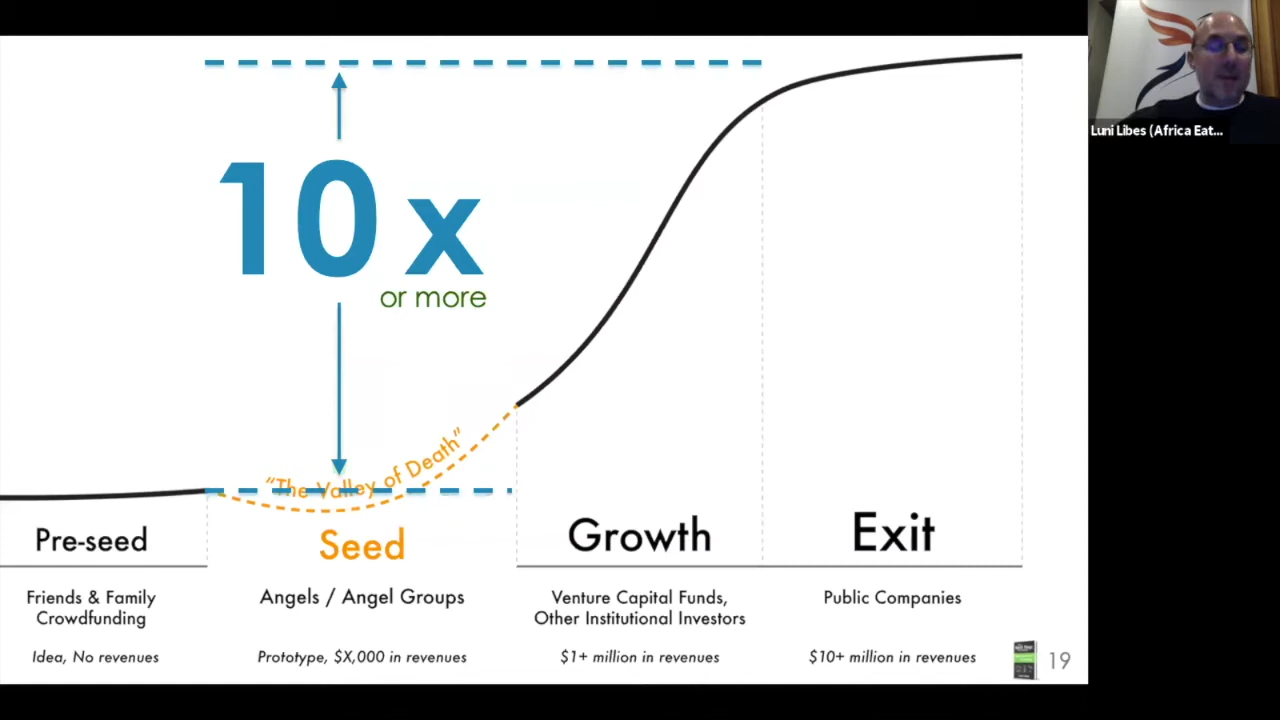 Luni Libes (Africa Eat...
10 x
or more
"The Valley of Death"
Pre-seed
Seed
Growth
Exit
Friends & Family
Crowdfunding
Angels / Angel Groups
Venture Capital Funds,
Other Institutional Investors
Public Companies
Idea, No revenues
Prototype, $X,000 in revenues
$1+ million in revenues
$10+ million in revenues
19